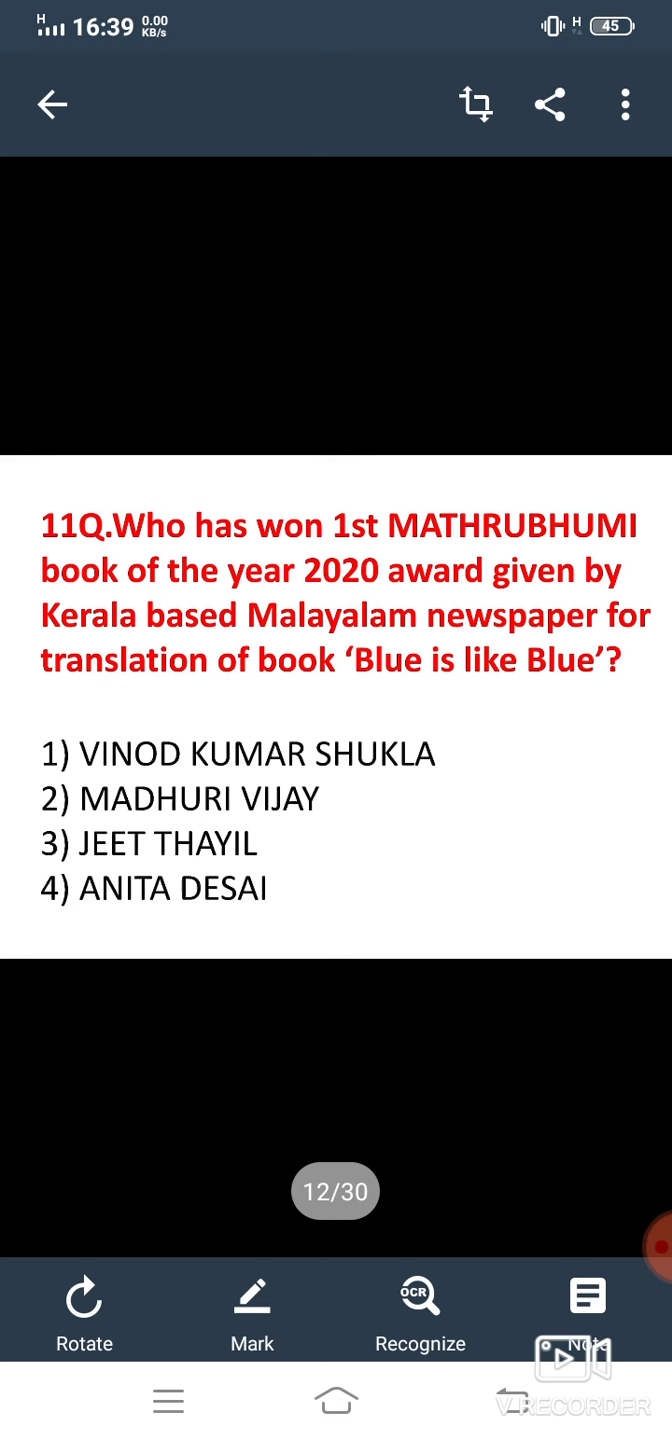 H 16:39 0.00 KB/s H 45
11Q.Who has won 1st MATHRUBHUMI
book of the year 2020 award given by
Kerala based Malayalam newspaper for
translation of book ‘Blue is like Blue’?
1) VINOD KUMAR SHUKLA
2) MADHURI VIJAY
3) JEET THAYIL
4) ANITA DESAI
12/30
OCR
Rotate Mark Recognize Note
V RECORDER